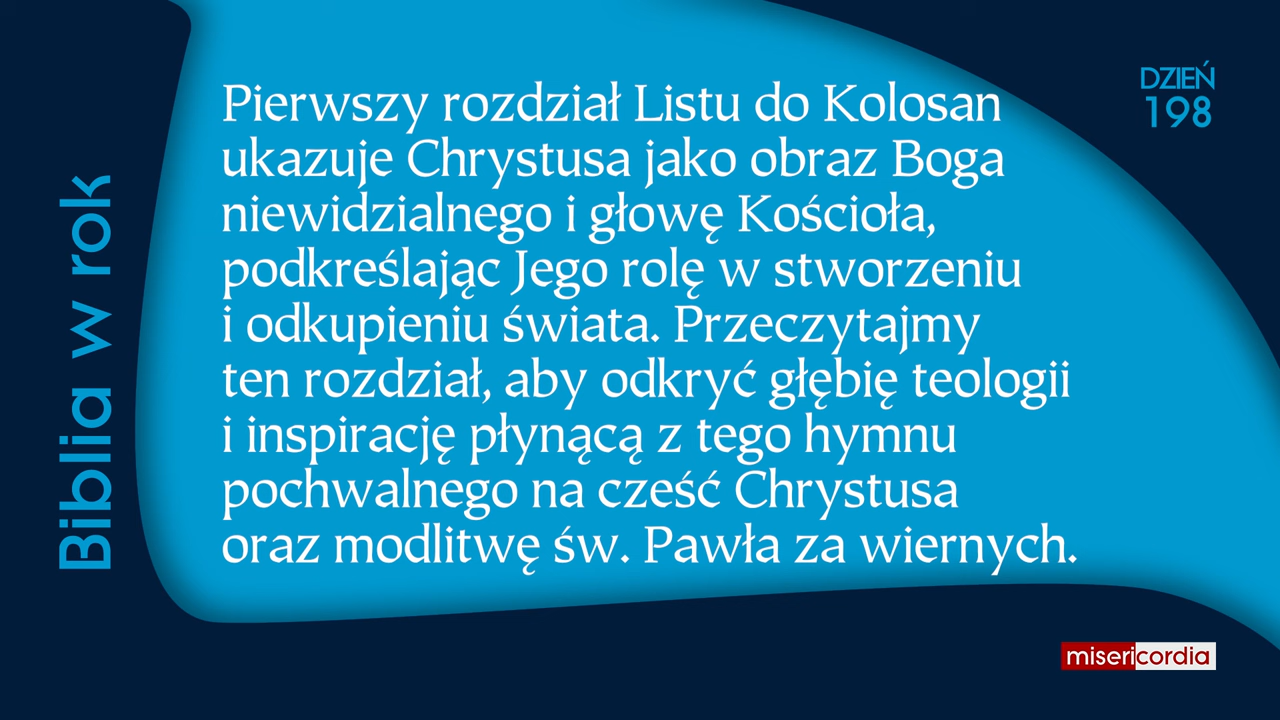 Biblia w rok
DZIEŃ
198
Pierwszy rozdział Listu do Kolosan
ukazuje Chrystusa jako obraz Boga
niewidzialnego i głowę Kościoła,
podkreślając Jego rolę w stworzeniu
i odkupieniu świata. Przeczytajmy
ten rozdział, aby odkryć głębię teologii
i inspirację płynącą z tego hymnu
pochwalnego na cześć Chrystusa
oraz modlitwę św. Pawła za wiernych.
misericordia